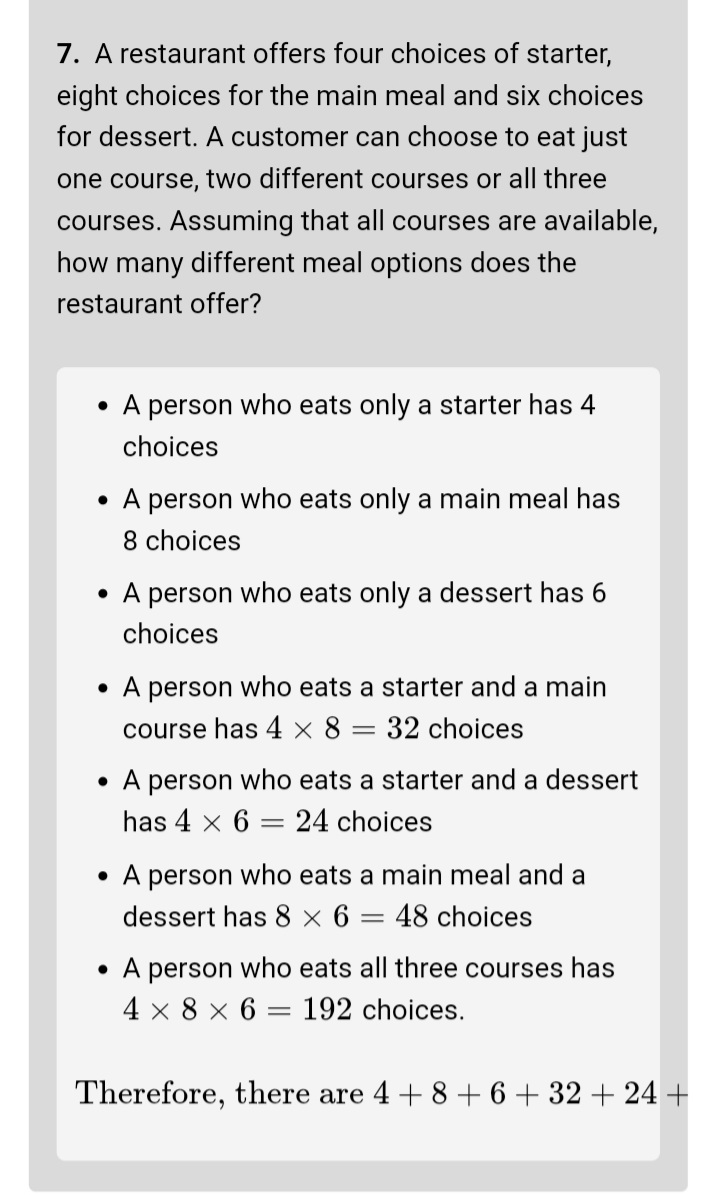 7. A restaurant offers four choices of starter,
eight choices for the main meal and six choices
for dessert. A customer can choose to eat just
one course, two different courses or all three
courses. Assuming that all courses are available,
how many different meal options does the
restaurant offer?
• A person who eats only a starter has 4
choices
• A person who eats only a main meal has
8 choices
• A person who eats only a dessert has 6
choices
• A person who eats a starter and a main
course has 4 × 8 = 32 choices
• A person who eats a starter and a dessert
has 4 × 6 = 24 choices
• A person who eats a main meal and a
dessert has 8 × 6 = 48 choices
• A person who eats all three courses has
4 × 8 × 6 = 192 choices.
Therefore, there are 4 + 8 + 6 + 32 + 24 +